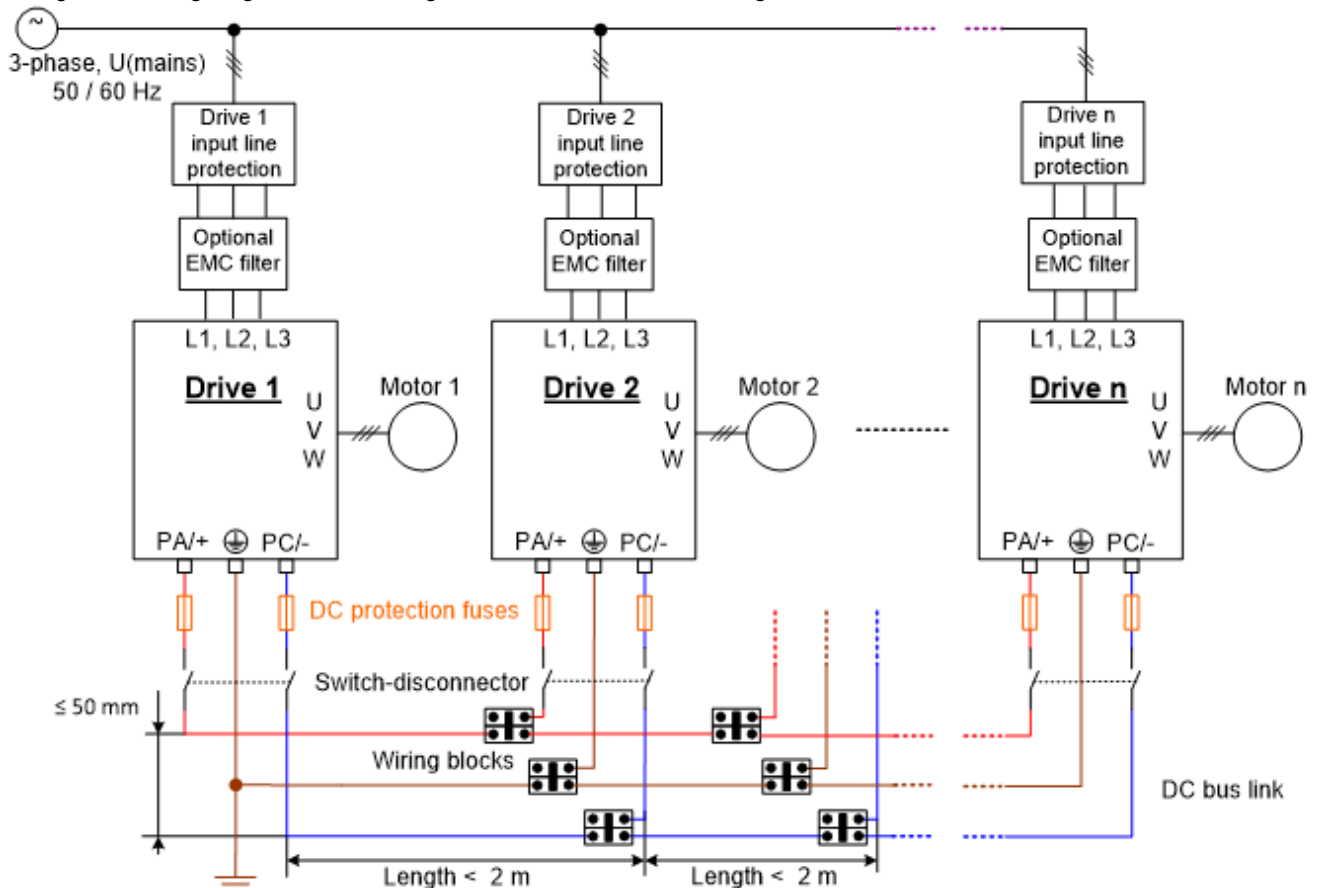 ~
3-phase, U(mains)
50 / 60 Hz
Drive 1
input line
protection
Drive 2
input line
protection
Drive n
input line
protection
Optional
EMC filter
Optional
EMC filter
Optional
EMC filter
L1, L2, L3
Drive 1
U
V
W
Motor 1
L1, L2, L3
Drive 2
U
V
W
Motor 2
L1, L2, L3
Drive n
U
V
W
Motor n
PA/+ PC/-
PA/+ PC/-
PA/+ PC/-
DC protection fuses
Switch-disconnector
≤ 50 mm
Wiring blocks
DC bus link
Length < 2 m
Length < 2 m